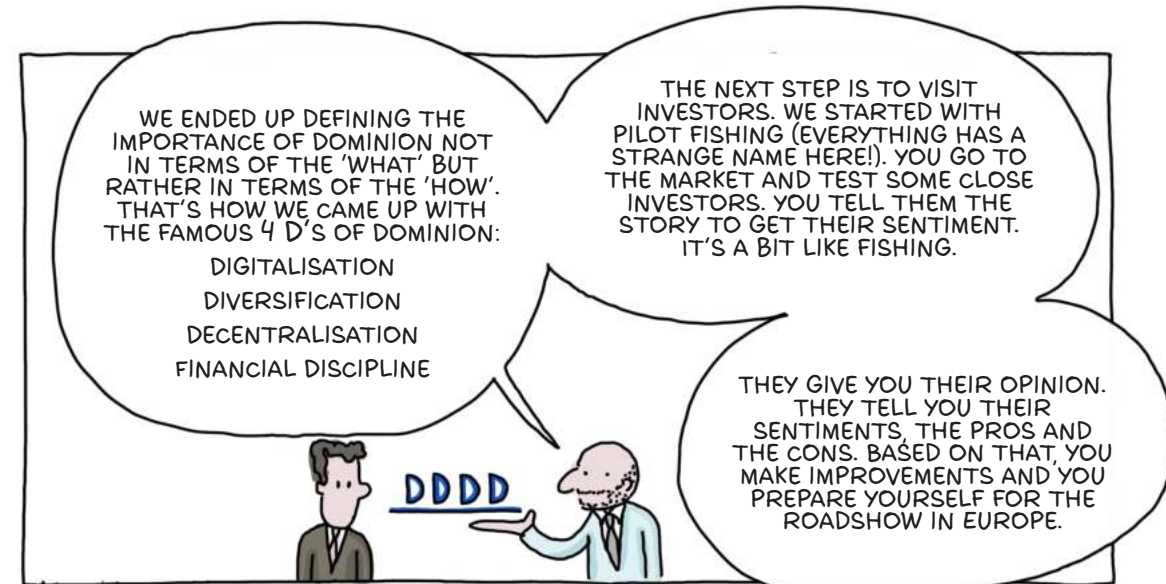 WE ENDED UP DEFINING THE
IMPORTANCE OF DOMINION NOT
IN TERMS OF THE 'WHAT' BUT
RATHER IN TERMS OF THE 'HOW'.
THAT'S HOW WE CAME UP WITH
THE FAMOUS 4 D'S OF DOMINION:
DIGITALISATION
DIVERSIFICATION
DECENTRALISATION
FINANCIAL DISCIPLINE
THE NEXT STEP IS TO VISIT
INVESTORS. WE STARTED WITH
PILOT FISHING (EVERYTHING HAS A
STRANGE NAME HERE!). YOU GO TO
THE MARKET AND TEST SOME CLOSE
INVESTORS. YOU TELL THEM THE
STORY TO GET THEIR SENTIMENT.
IT'S A BIT LIKE FISHING.
THEY GIVE YOU THEIR OPINION.
THEY TELL YOU THEIR
SENTIMENTS, THE PROS AND
THE CONS. BASED ON THAT, YOU
MAKE IMPROVEMENTS AND YOU
PREPARE YOURSELF FOR THE
ROADSHOW IN EUROPE.
DDDD